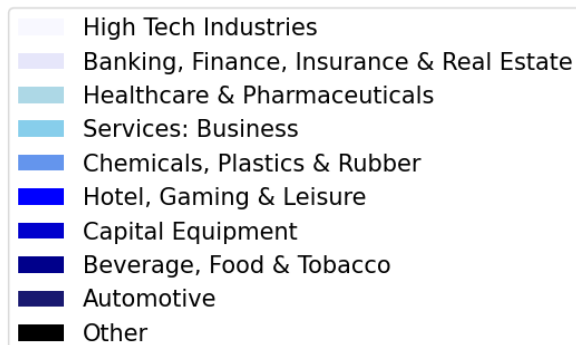 High Tech Industries
Banking, Finance, Insurance & Real Estate
Healthcare & Pharmaceuticals
Services: Business
Chemicals, Plastics & Rubber
Hotel, Gaming & Leisure
Capital Equipment
Beverage, Food & Tobacco
Automotive
Other